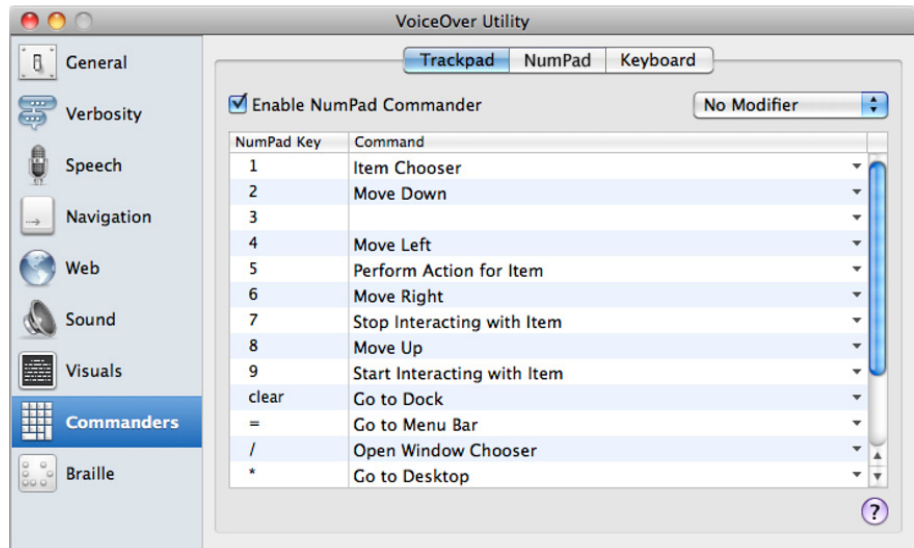 VoiceOver Utility
General
Verbosity
Speech
Navigation
Web
Sound
Visuals
Commanders
Braille
Trackpad NumPad Keyboard
Enable NumPad Commander No Modifier
NumPad Key Command
1 Item Chooser
2 Move Down
3
4 Move Left
5 Perform Action for Item
6 Move Right
7 Stop Interacting with Item
8 Move Up
9 Start Interacting with Item
clear Go to Dock
= Go to Menu Bar
/ Open Window Chooser
* Go to Desktop
?